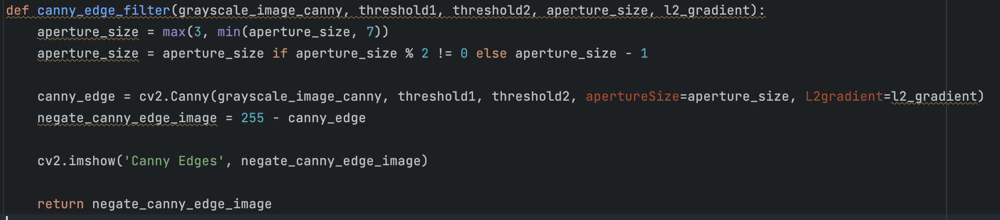 def canny_edge_filter(grayscale_image_canny, threshold1, threshold2, aperture_size, l2_gradient):
    aperture_size = max(3, min(aperture_size, 7))
    aperture_size = aperture_size if aperture_size % 2 != 0 else aperture_size - 1
    canny_edge = cv2.Canny(grayscale_image_canny, threshold1, threshold2, apertureSize=aperture_size, L2gradient=l2_gradient)
    negate_canny_edge_image = 255 - canny_edge
    cv2.imshow('Canny Edges', negate_canny_edge_image)
    return negate_canny_edge_image